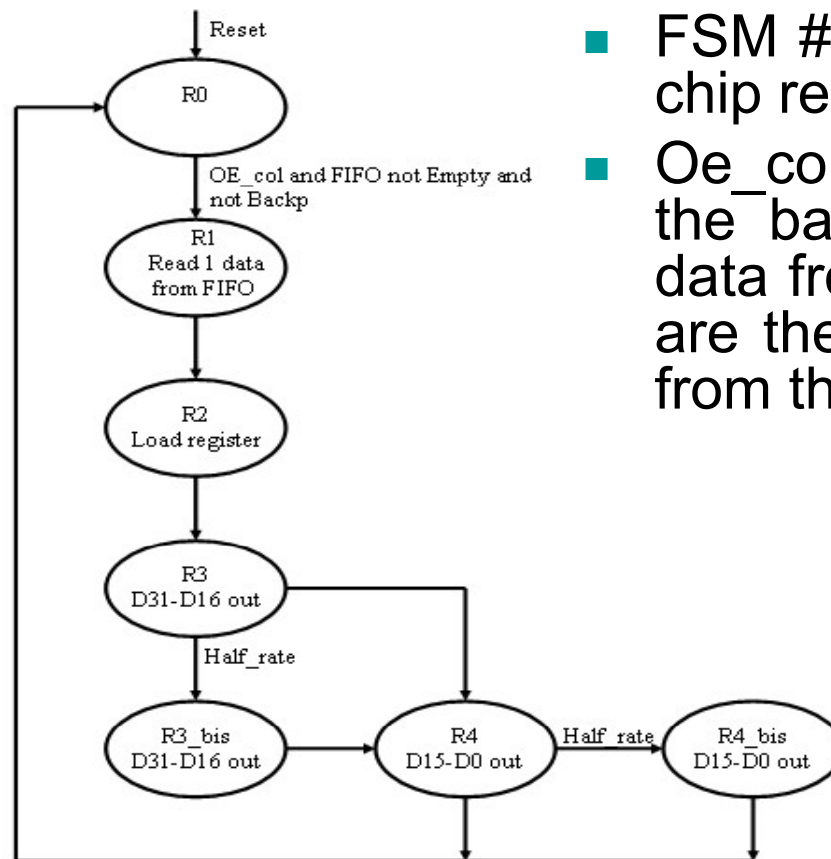 Reset
R0
OE_col and FIFO not Empty and
not Backp
R1
Read 1 data
from FIFO
R2
Load register
R3
D31-D16 out
Half_rate
R3_bis
D31-D16 out
R4
D15-D0 out
Half_rate
R4_bis
D15-D0 out
FSM #
chip re
Oe_co
the ba
data fr
are the
from th